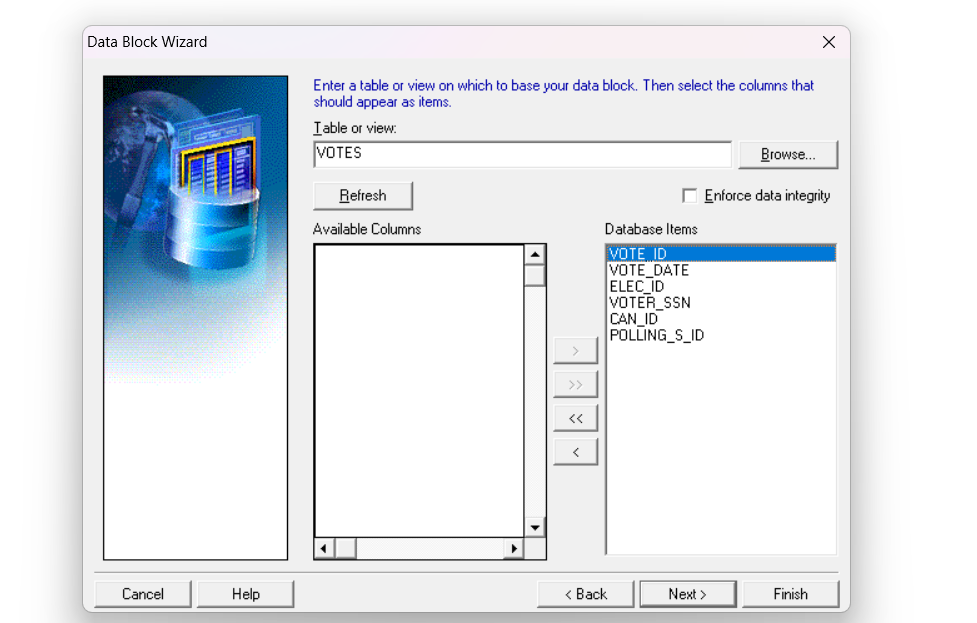 Data Block Wizard
Enter a table or view on which to base your data block. Then select the columns that
should appear as items.
Table or view:
VOTES
Browse...
Refresh
Enforce data integrity
Available Columns
Database Items
VOTE_ID
VOTE_DATE
ELEC_ID
VOTER_SSN
CAN_ID
POLLING_S_ID
>
>>
<<
<
Cancel
Help
< Back
Next >
Finish